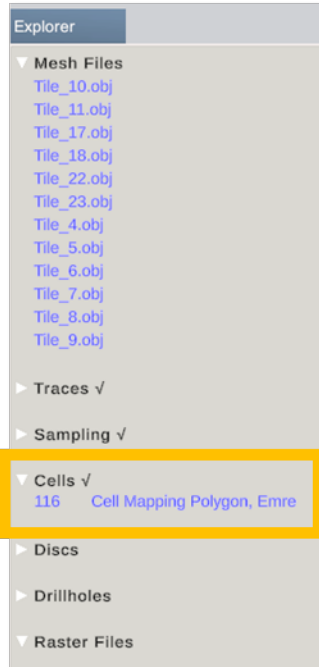 Explorer
Mesh Files
Tile_10.obj
Tile_11.obj
Tile_17.obj
Tile_18.obj
Tile_22.obj
Tile_23.obj
Tile_4.obj
Tile_5.obj
Tile_6.obj
Tile_7.obj
Tile_8.obj
Tile_9.obj
Traces √
Sampling √
Cells √
116 Cell Mapping Polygon, Emre
Discs
Drillholes
Raster Files